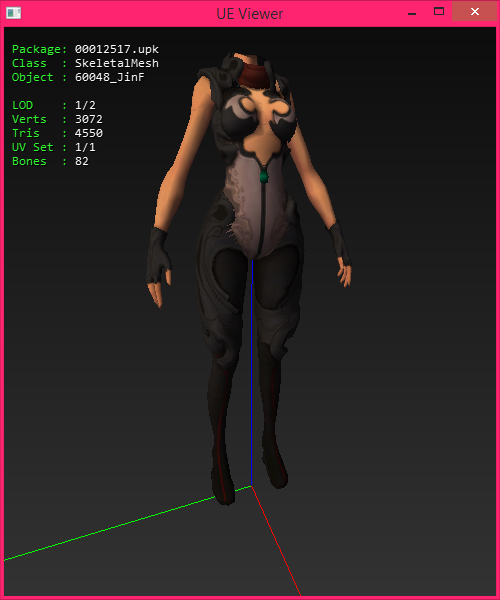 UE Viewer
Package: 00012517.upk
Class  : SkeletalMesh
Object : 60048_JinF
LOD    : 1/2
Verts  : 3072
Tris   : 4550
UV Set : 1/1
Bones  : 82